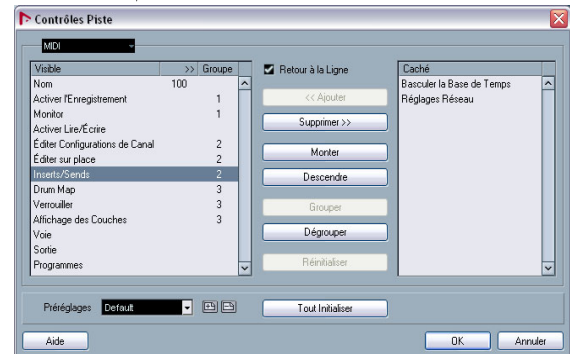 Contrôles Piste
MIDI
Visible >> Groupe
Nom 100
Activer l'Enregistrement 1
Monitor 1
Activer Lire/Écrire
Éditer Configurations de Canal 2
Éditer sur place 2
Inserts/Sends 2
Drum Map 3
Verrouiller 3
Affichage des Couches 3
Voie
Sortie
Programmes
Retour à la Ligne
<< Ajouter
Supprimer >>
Monter
Descendre
Grouper
Dégrouper
Réinitialiser
Caché
Basculer la Base de Temps
Réglages Réseau
Préréglages Default
Tout Initialiser
Aide
OK
Annuler